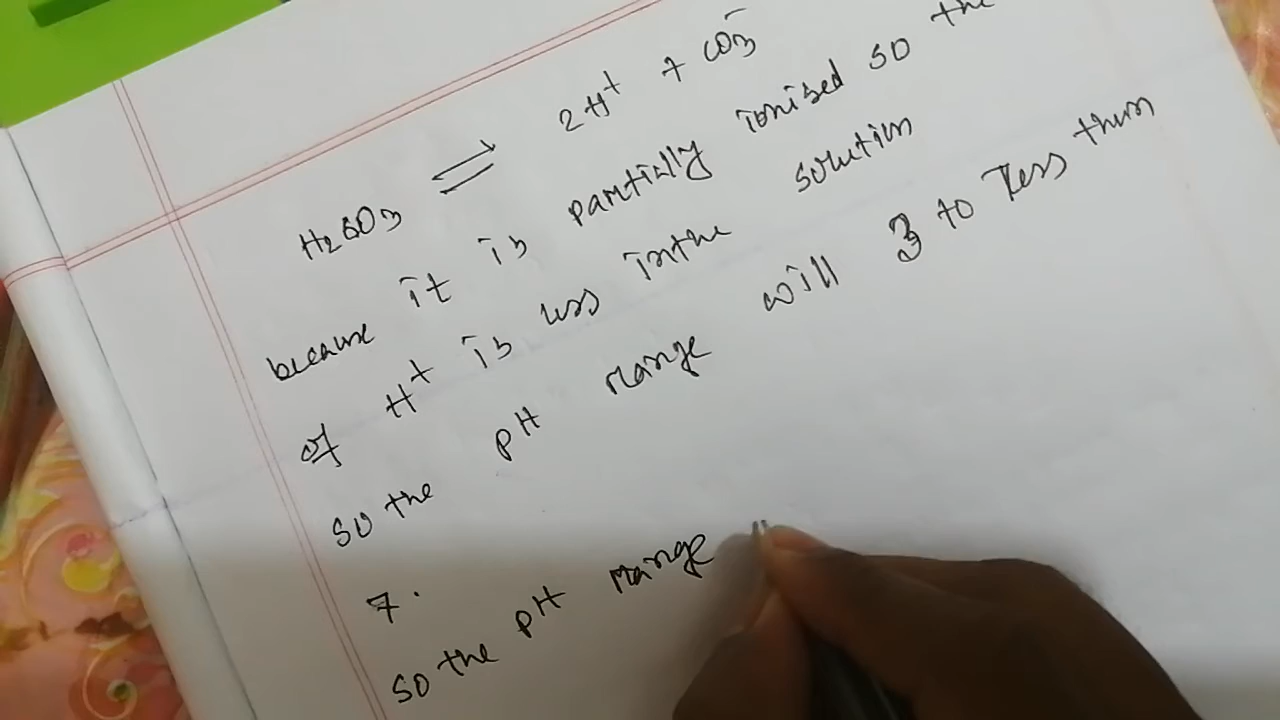 H2SO3 ⇌ 2H+ + CO3-
because it is partially ionised so the
of H+ is less in the solution
so the pH range will 3 to less than
7.
so the pH range